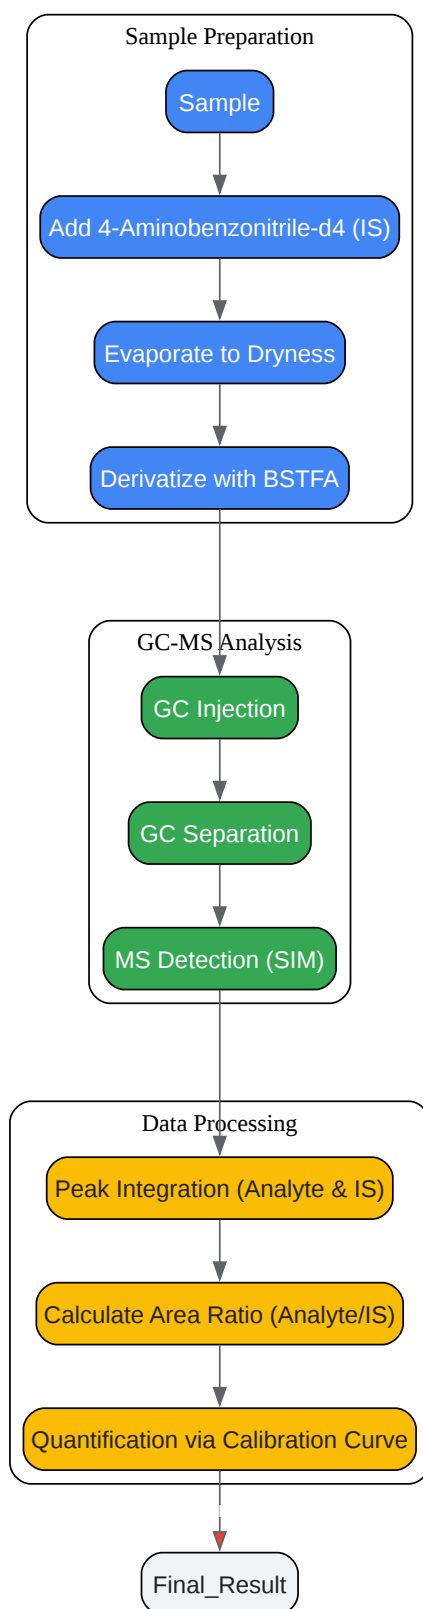 Sample Preparation
Sample
Add 4-Aminobenzonitrile-d4 (IS)
Evaporate to Dryness
Derivatize with BSTFA
GC-MS Analysis
GC Injection
GC Separation
MS Detection (SIM)
Data Processing
Peak Integration (Analyte & IS)
Calculate Area Ratio (Analyte/IS)
Quantification via Calibration Curve
Final_Result